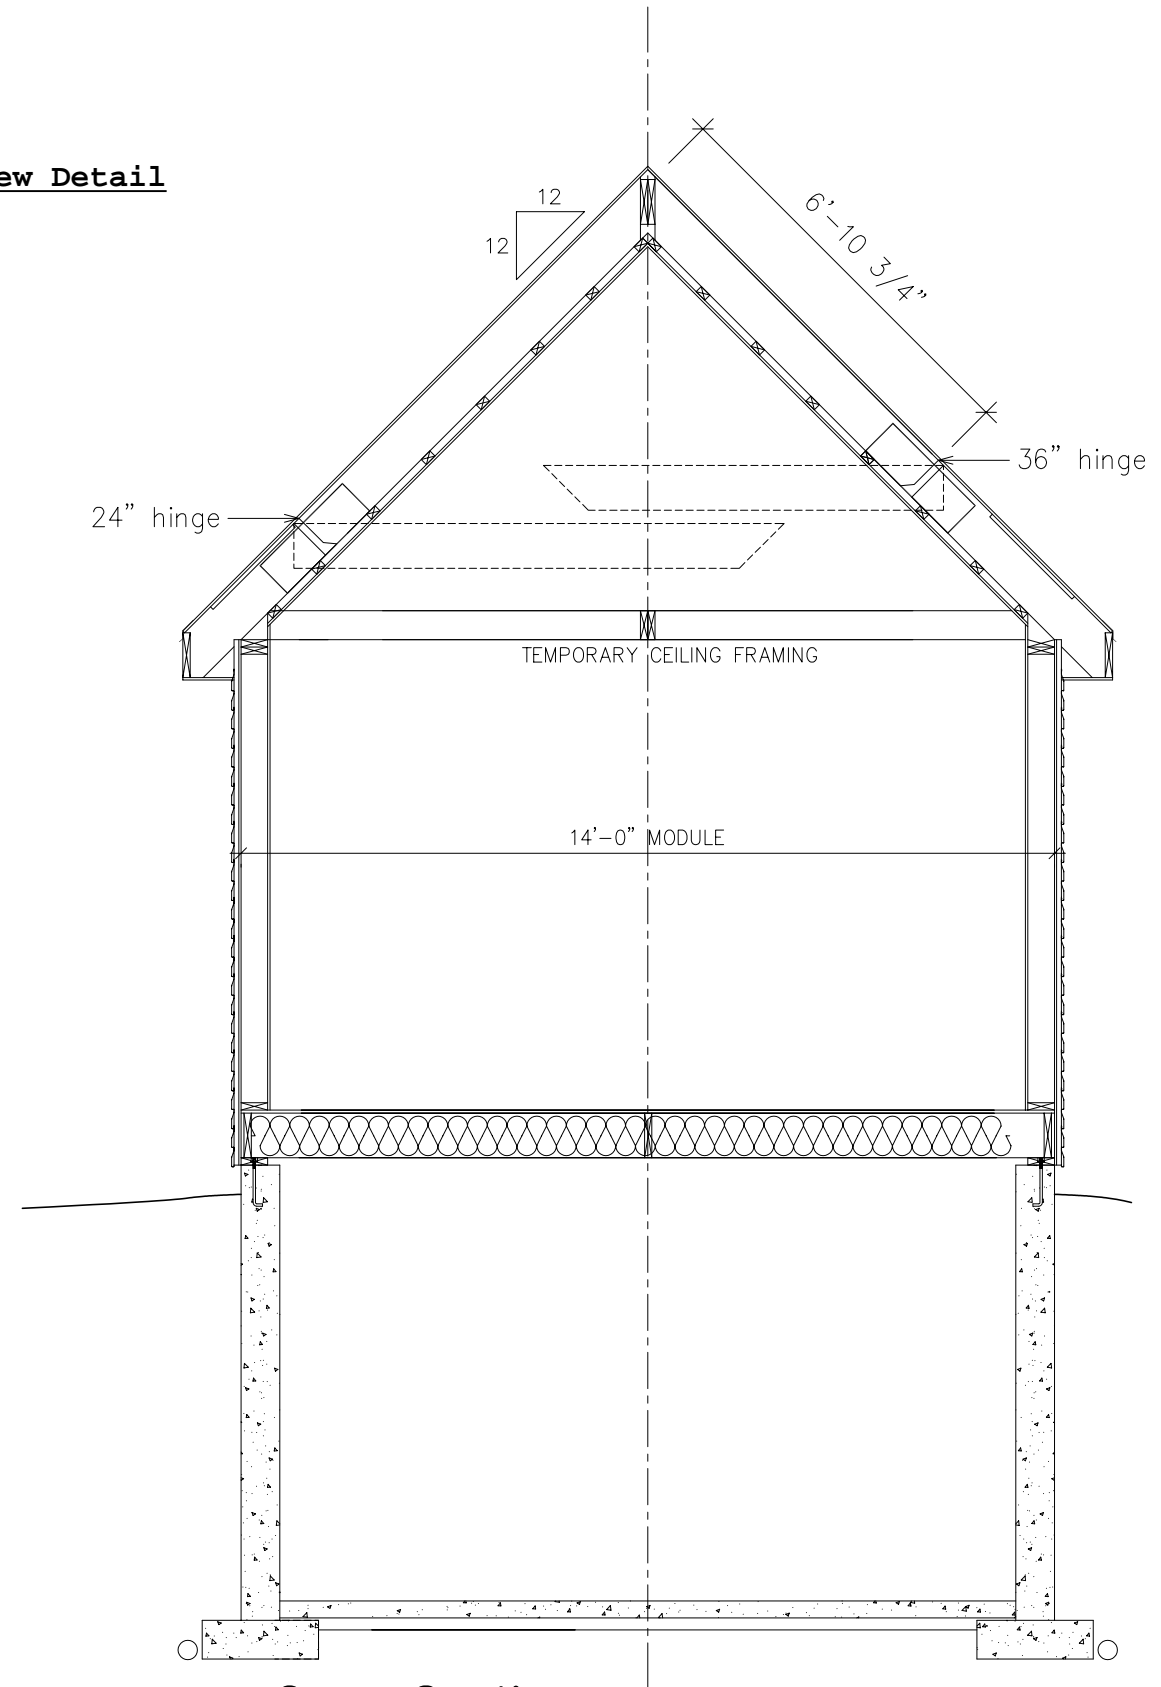 ew Detail
12
12
6'-10 3/4"
36" hinge
24" hinge
TEMPORARY CEILING FRAMING
14'-0" MODULE